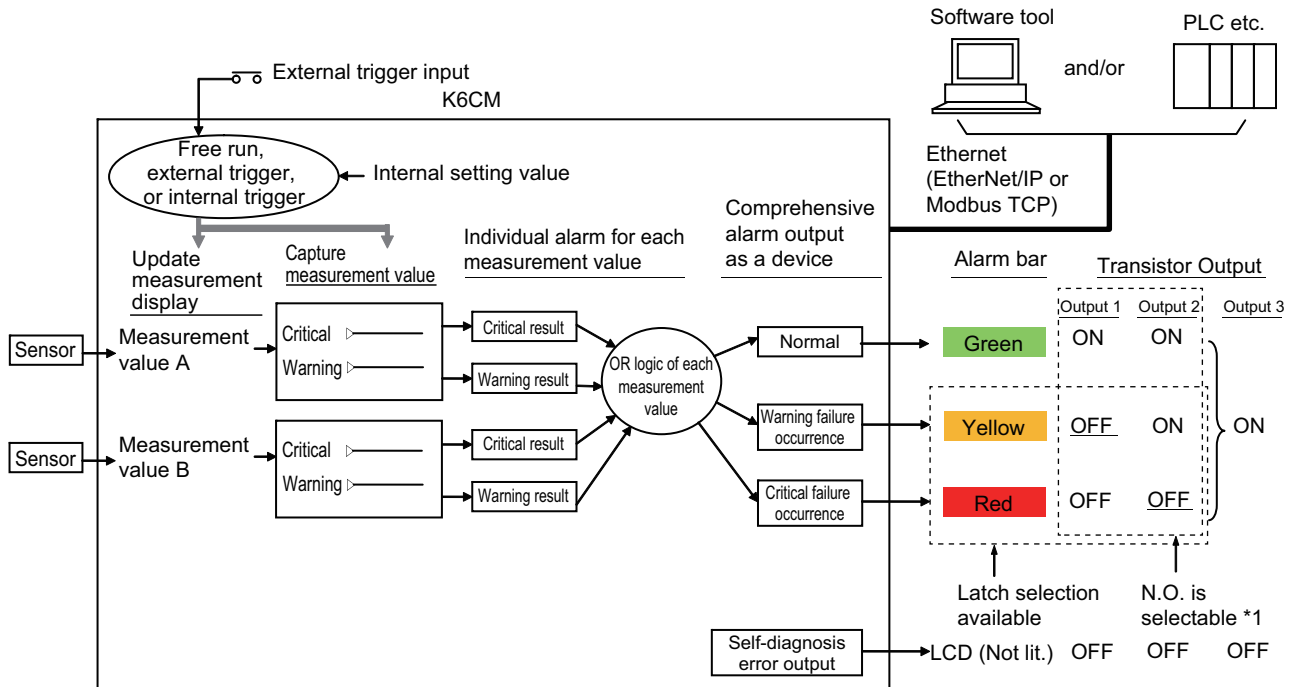 Software tool
PLC etc.
and/or
External trigger input
K6CM
Free run,
external trigger,
or internal trigger
Internal setting value
Ethernet
(EtherNet/IP or
Modbus TCP)
Update
measurement
display
Capture
measurement value
Individual alarm for each
measurement value
Comprehensive
alarm output
as a device
Alarm bar
Transistor Output
Output 1
Output 2
Output 3
Sensor
Measurement
value A
Critical
Warning
Critical result
Warning result
OR logic of each
measurement
value
Normal
Green
ON
ON
Sensor
Measurement
value B
Critical
Warning
Critical result
Warning result
Warning failure
occurrence
Yellow
OFF
ON
ON
Critical failure
occurrence
Red
OFF
OFF
Latch selection
available
N.O. is
selectable *1
Self-diagnosis
error output
LCD (Not lit.)
OFF
OFF
OFF